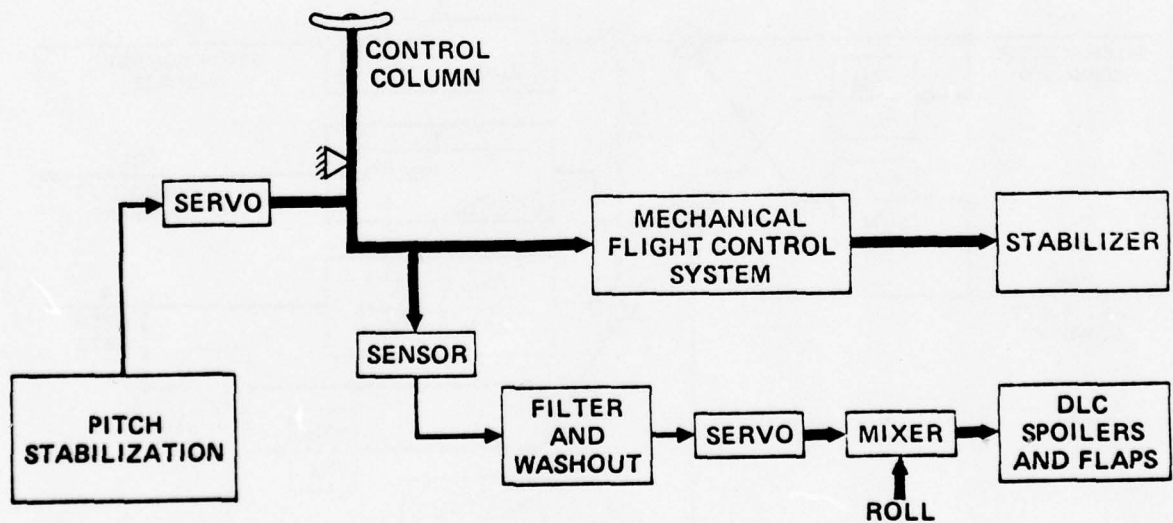 CONTROL
COLUMN
SERVO
MECHANICAL
FLIGHT CONTROL
SYSTEM
STABILIZER
SENSOR
PITCH
STABILIZATION
FILTER
AND
WASHOUT
SERVO
MIXER
DLC
SPOILERS
AND FLAPS
ROLL